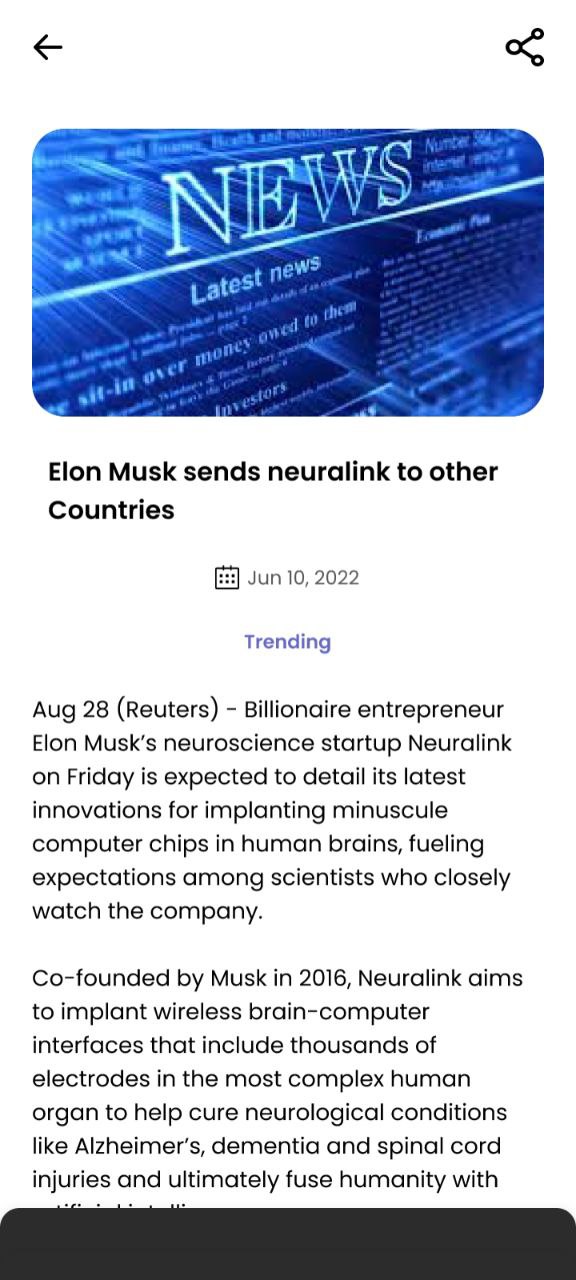 NEWS
Latest news
Economic Plan
sit-in over money owed to them
Investors
Elon Musk sends neuralink to other
Countries
Jun 10, 2022
Trending
Aug 28 (Reuters) - Billionaire entrepreneur
Elon Musk’s neuroscience startup Neuralink
on Friday is expected to detail its latest
innovations for implanting minuscule
computer chips in human brains, fueling
expectations among scientists who closely
watch the company.
Co-founded by Musk in 2016, Neuralink aims
to implant wireless brain-computer
interfaces that include thousands of
electrodes in the most complex human
organ to help cure neurological conditions
like Alzheimer’s, dementia and spinal cord
injuries and ultimately fuse humanity with